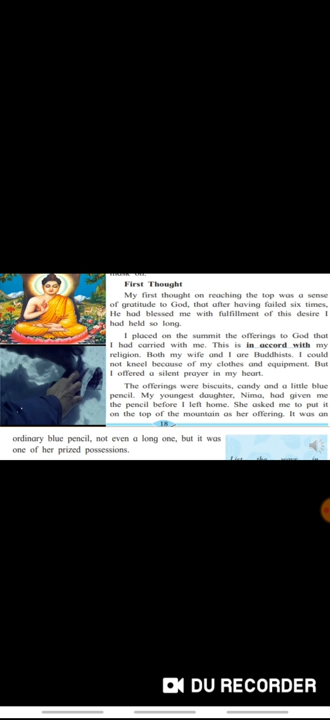 First Thought
My first thought on reaching the top was a sense
of gratitude to God, that after having failed six times,
He had blessed me with fulfillment of this desire I
had held so long.
I placed on the summit the offerings to God that
I had carried with me. This is in accord with my
religion. Both my wife and I are Buddhists. I could
not kneel because of my clothes and equipment. But
I offered a silent prayer in my heart.
The offerings were biscuits, candy and a little blue
pencil. My youngest daughter, Nima, had given me
the pencil before I left home. She asked me to put it
on the top of the mountain as her offering. It was an
18
ordinary blue pencil, not even a long one, but it was
one of her prized possessions.
DU RECORDER